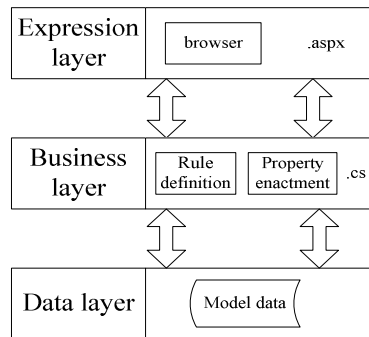 Expression
layer
browser
.aspx
Business
layer
Rule
definition
Property
enactment
.cs
Data layer
Model data